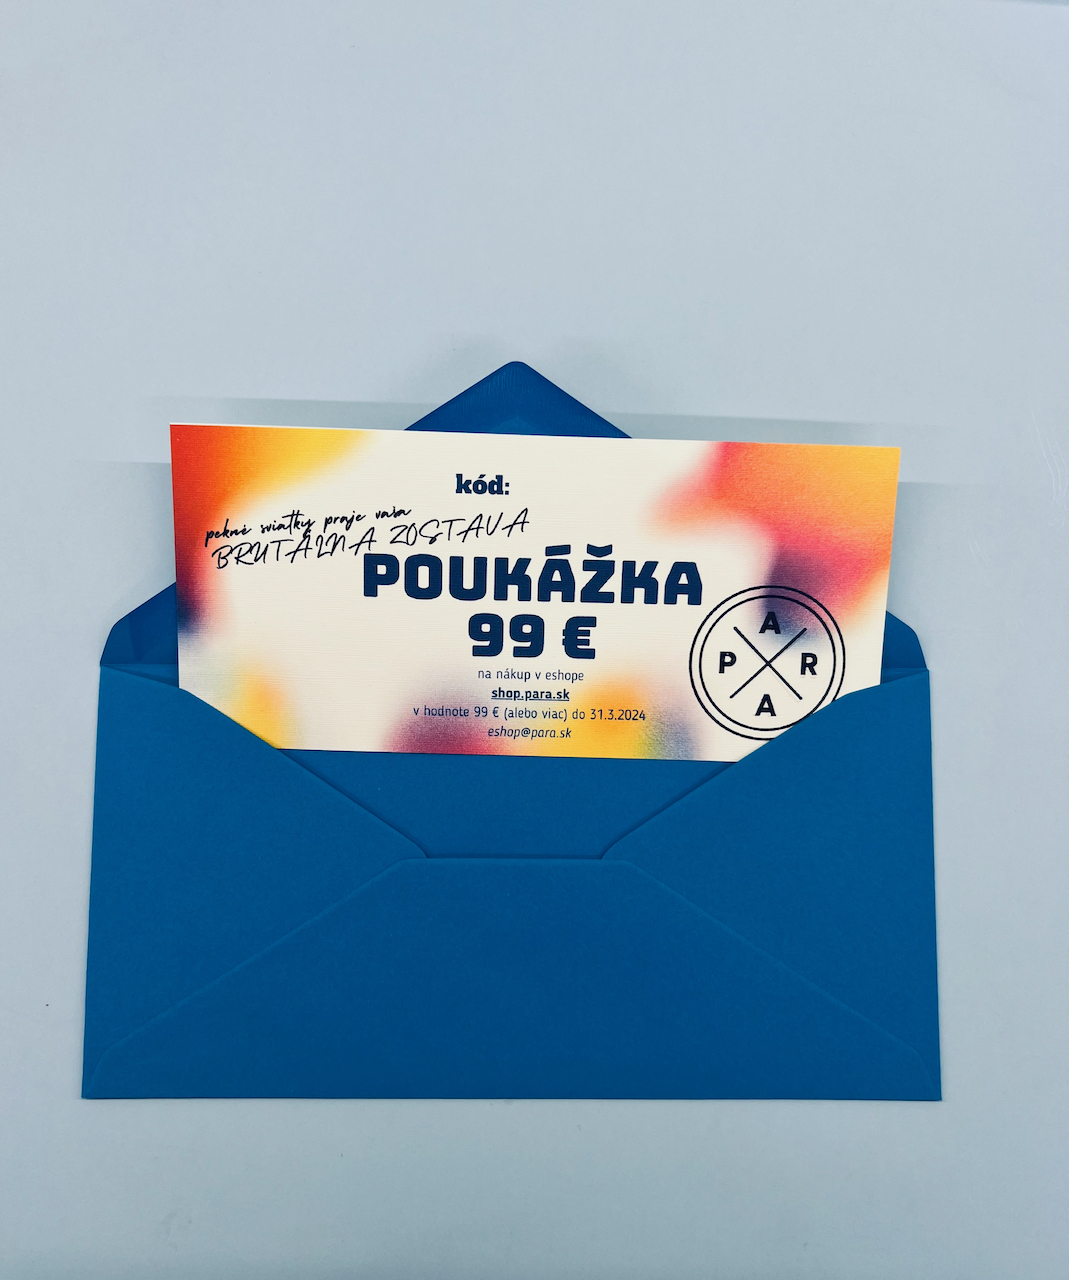 kód:
pekné sviatky praje vaša
BRUTÁLNA ZOSTAVA
POUKÁŽKA
99 €
na nákup v eshope
shop.para.sk
v hodnote 99 € (alebo viac) do 31.3.2024
eshop@para.sk
A
P R
A